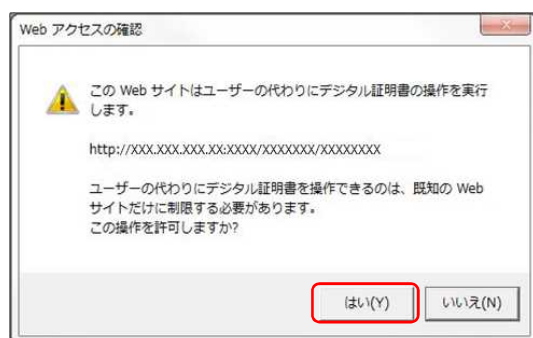 Web アクセスの確認
この Web サイトはユーザーの代わりにデジタル証明書の操作を実行
します。
http://XXX.XXX.XXX.XX:XXXX/XXXXXXX/XXXXXXXX
ユーザーの代わりにデジタル証明書を操作できるのは、既知の Web
サイトだけに制限する必要があります。
この操作を許可しますか?
はい(Y) いいえ(N)